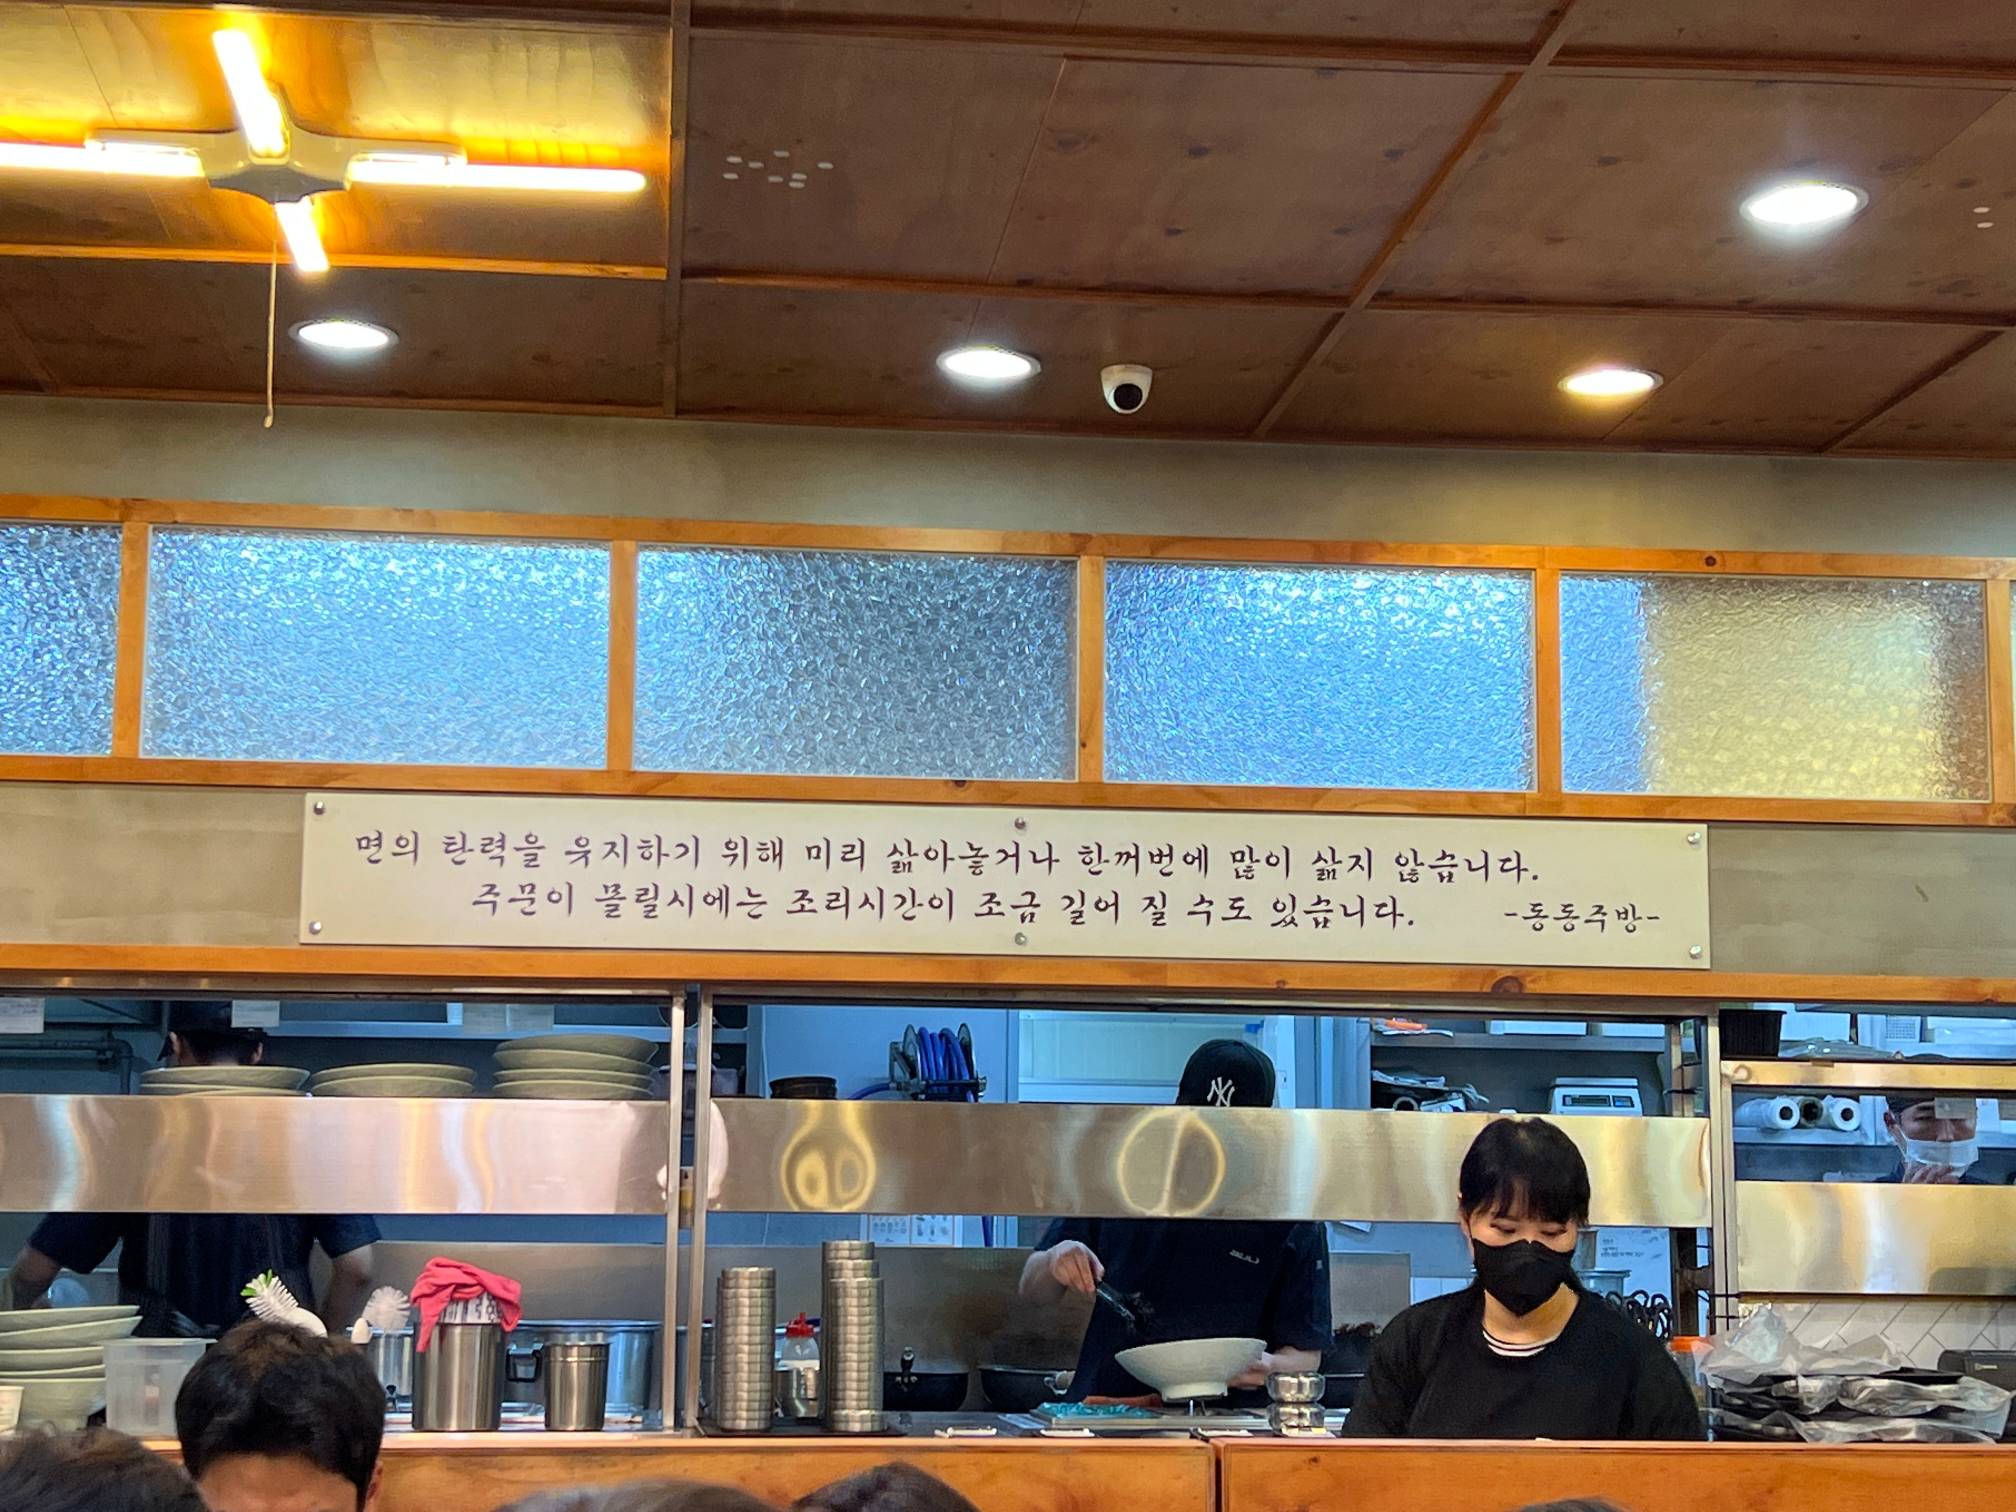 면의 탄력을 유지하기 위해 미리 삶아놓거나 한꺼번에 많이 삶지 않습니다.
주문이 몰릴시에는 조리시간이 조금 길어 질 수도 있습니다.
-동동주방-
NY